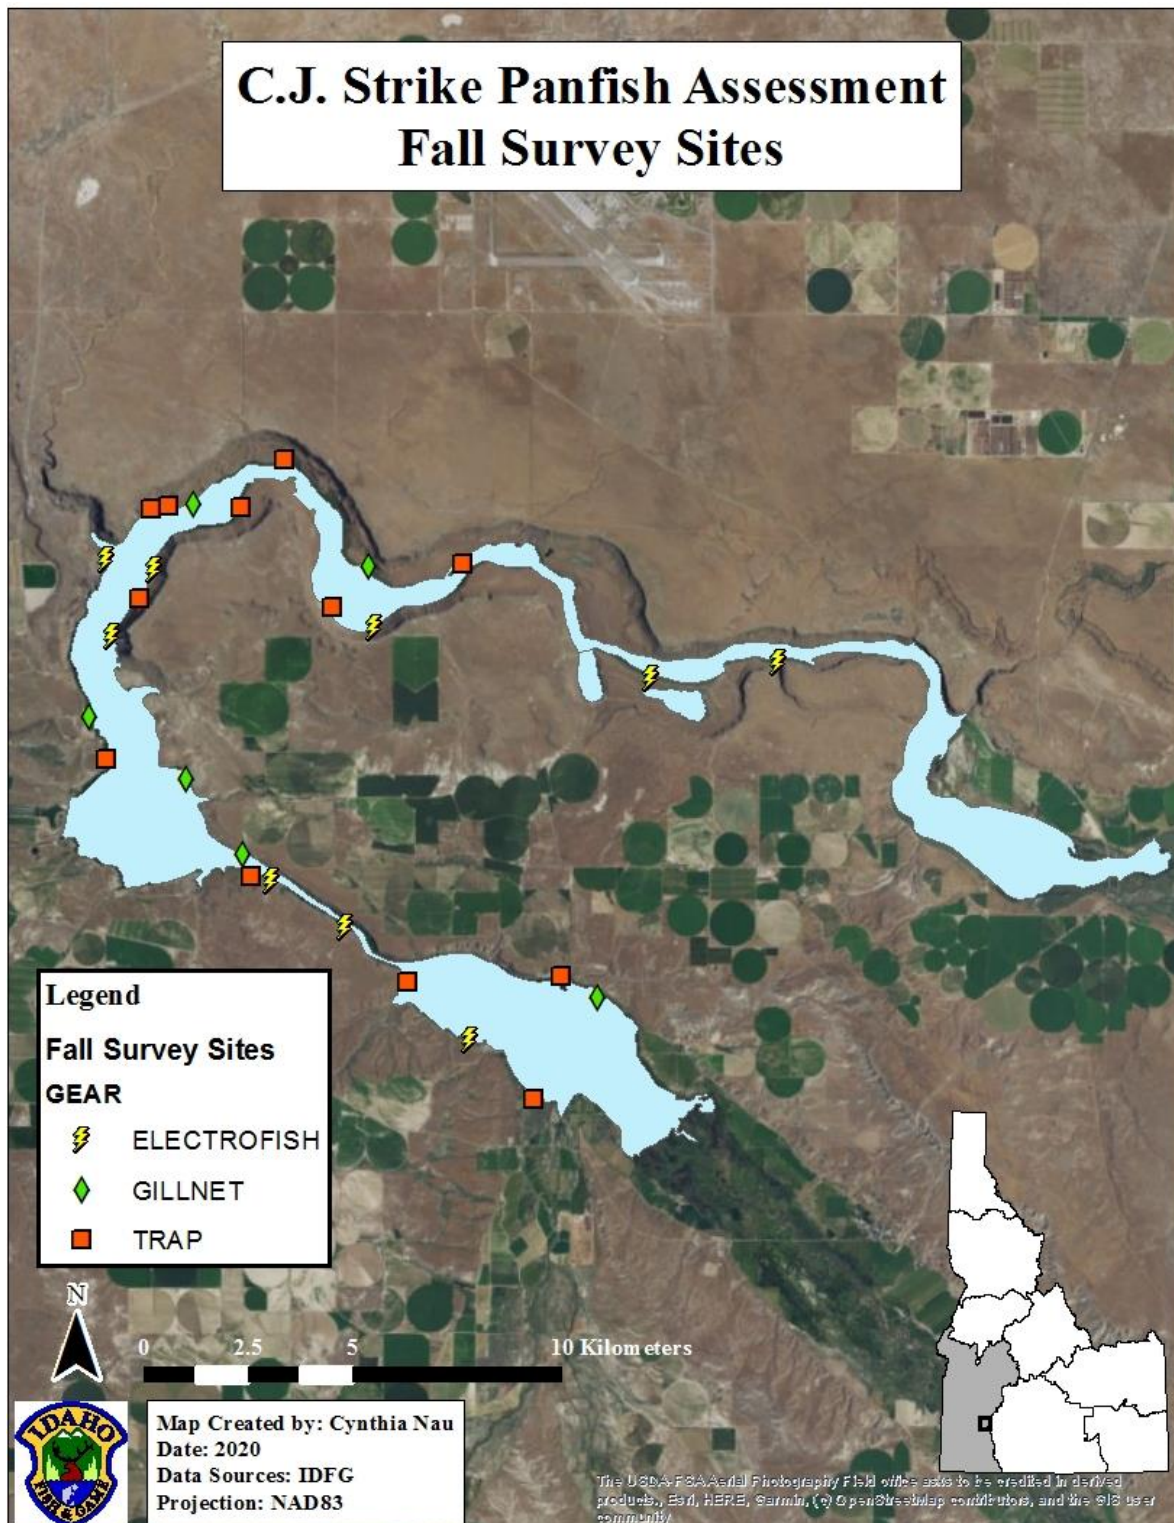 C.J. Strike Panfish Assessment
Fall Survey Sites
Legend
Fall Survey Sites
GEAR
ELECTROFISH
GILLNET
TRAP
N
0 2.5 5 10 Kilometers
IDAHO
FISH & GAME
Map Created by: Cynthia Nau
Date: 2020
Data Sources: IDFG
Projection: NAD83
The USDA-FSA Aerial Photography Field office asks to be credited in derived
products., Esri, HERE, Garmin, (c) OpenStreetMap contributors, and the GIS user
community